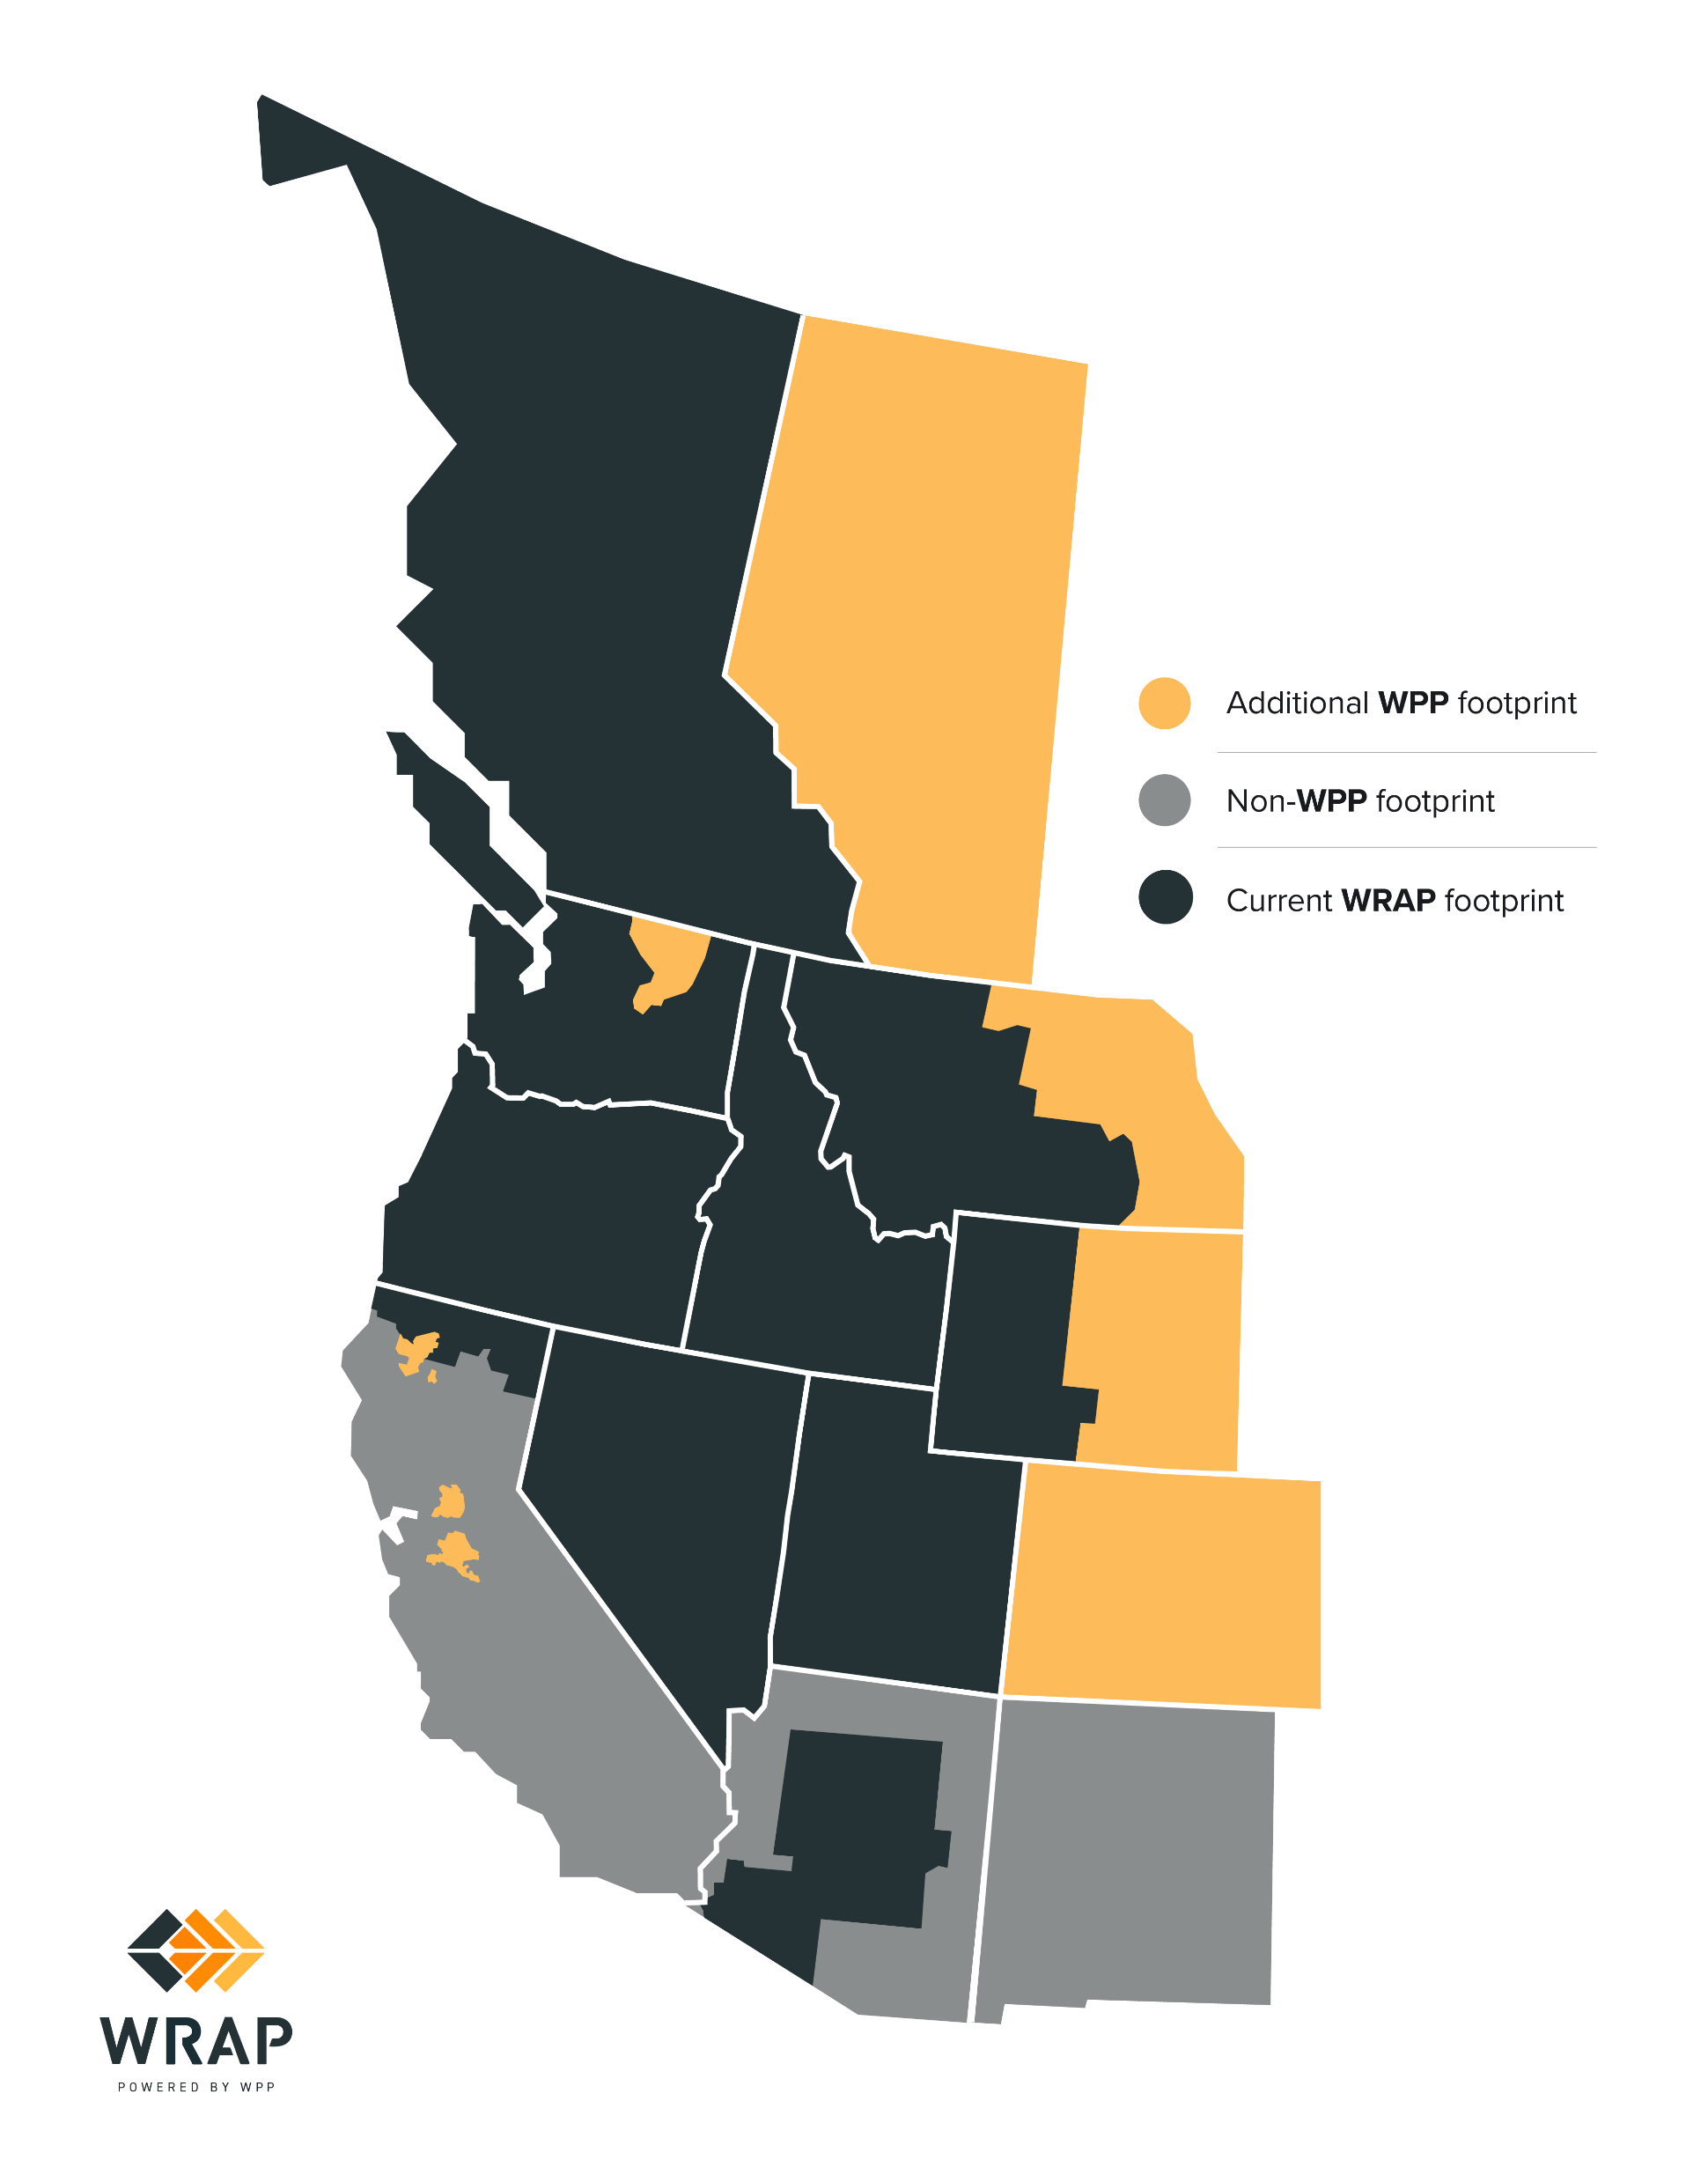 Additional WPP footprint
Non-WPP footprint
Current WRAP footprint
WRAP
POWERED BY WPP